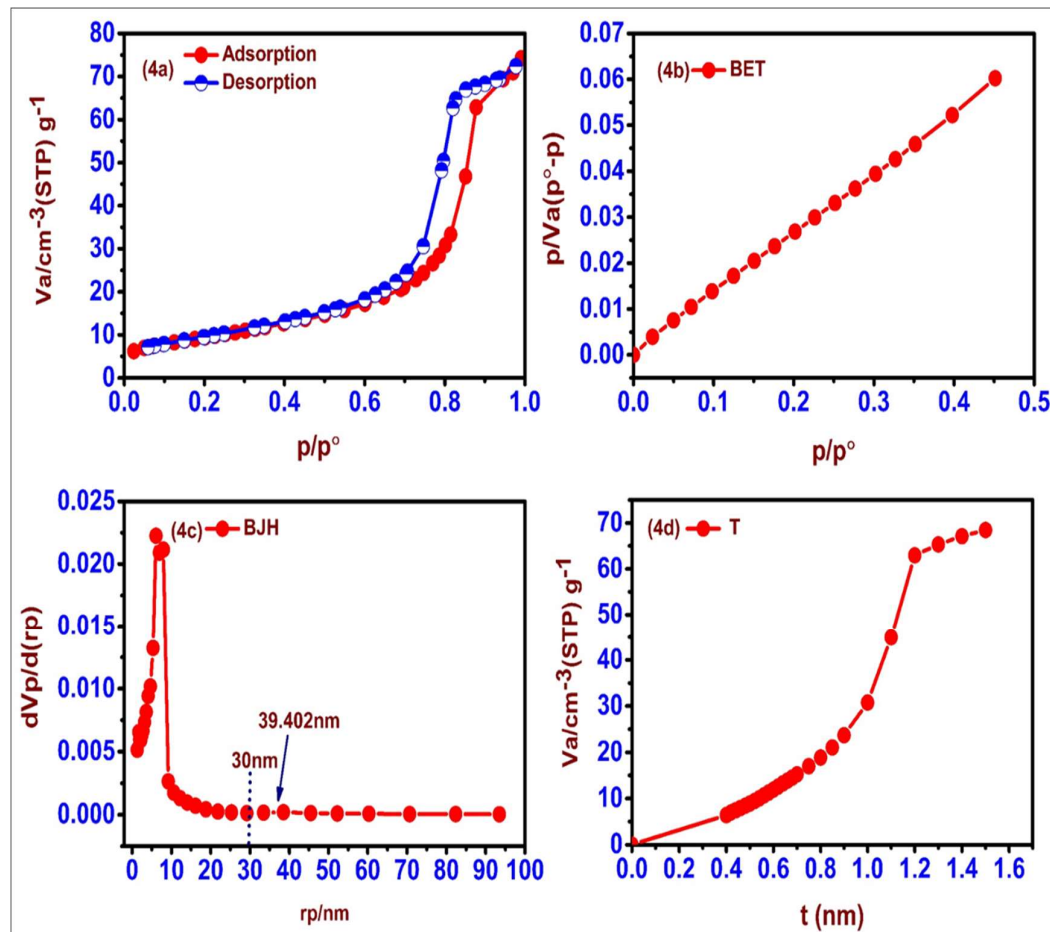 (4a)
Adsorption
Desorption
Va/cm⁻³(STP) g⁻¹
80
70
60
50
40
30
20
10
0
0.0 0.2 0.4 0.6 0.8 1.0
p/p°
(4b) BET
p/Va(p°-p)
0.07
0.06
0.05
0.04
0.03
0.02
0.01
0.00
0.0 0.1 0.2 0.3 0.4 0.5
p/p°
(4c) BJH
dVp/d(rp)
0.025
0.020
0.015
0.010
0.005
0.000
39.402nm
30nm
0 10 20 30 40 50 60 70 80 90 100
rp/nm
(4d) T
Va/cm⁻³(STP) g⁻¹
70
60
50
40
30
20
10
0
0.0 0.2 0.4 0.6 0.8 1.0 1.2 1.4 1.6
t (nm)